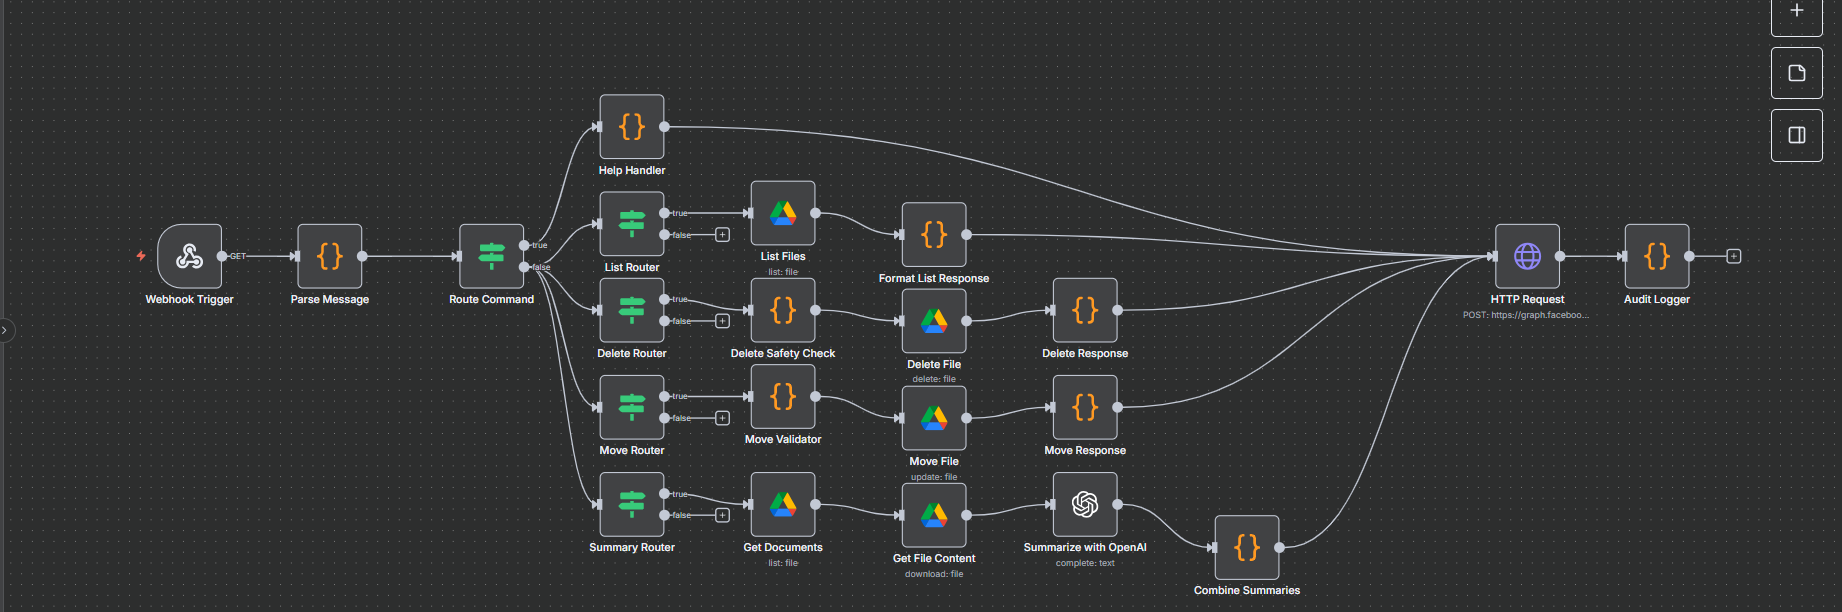 Help Handler
true
false
List Router
List Files
list: file
Format List Response
GET
Webhook Trigger
Parse Message
true
false
Route Command
HTTP Request
POST: https://graph.faceboo...
Audit Logger
true
false
Delete Router
Delete Safety Check
Delete File
delete: file
Delete Response
true
false
Move Router
Move Validator
Move File
update: file
Move Response
true
false
Summary Router
Get Documents
list: file
Get File Content
download: file
Summarize with OpenAI
complete: text
Combine Summaries